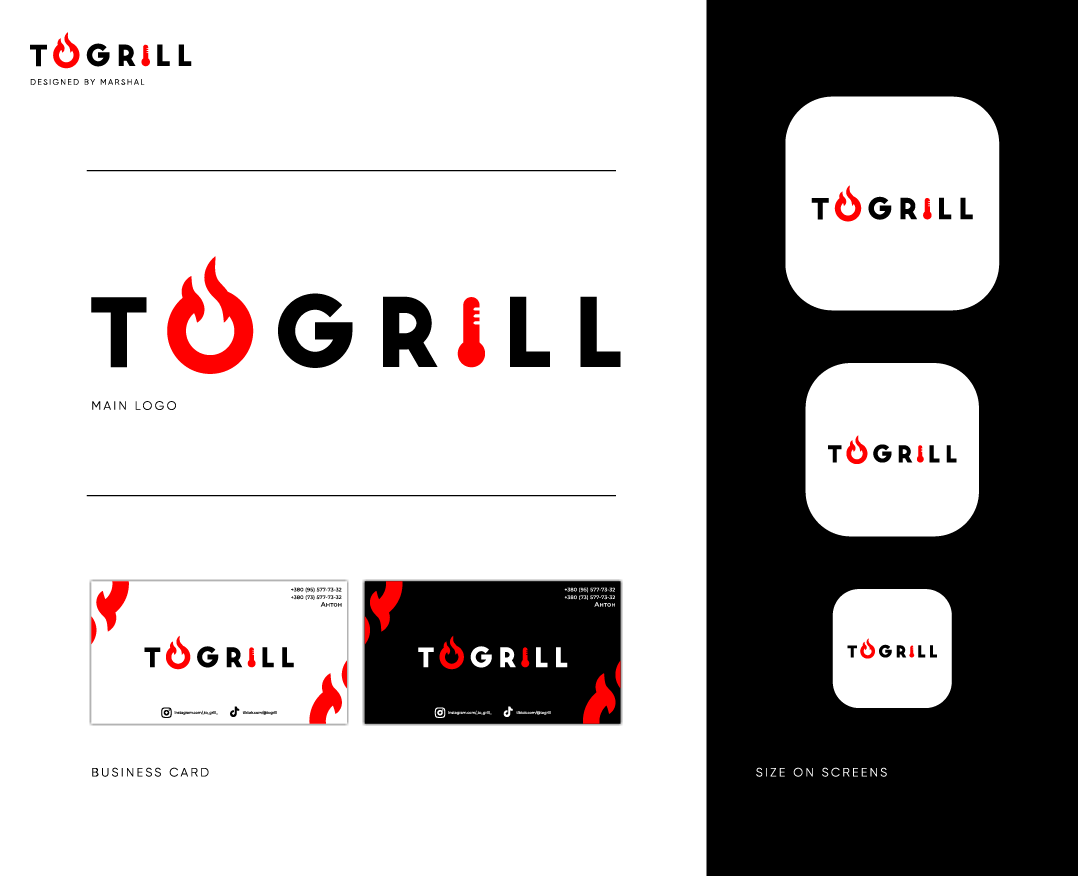 TOGRILL
DESIGNED BY MARSHAL
TOGRILL
MAIN LOGO
+380 (95) 577-73-32
+380 (73) 577-73-32
Антон
TOGRILL
instagram.com/_to_grill_
tiktok.com/@togrill
+380 (95) 577-73-32
+380 (73) 577-73-32
Антон
TOGRILL
instagram.com/_to_grill_
tiktok.com/@togrill
BUSINESS CARD
TOGRILL
TOGRILL
TOGRILL
SIZE ON SCREENS